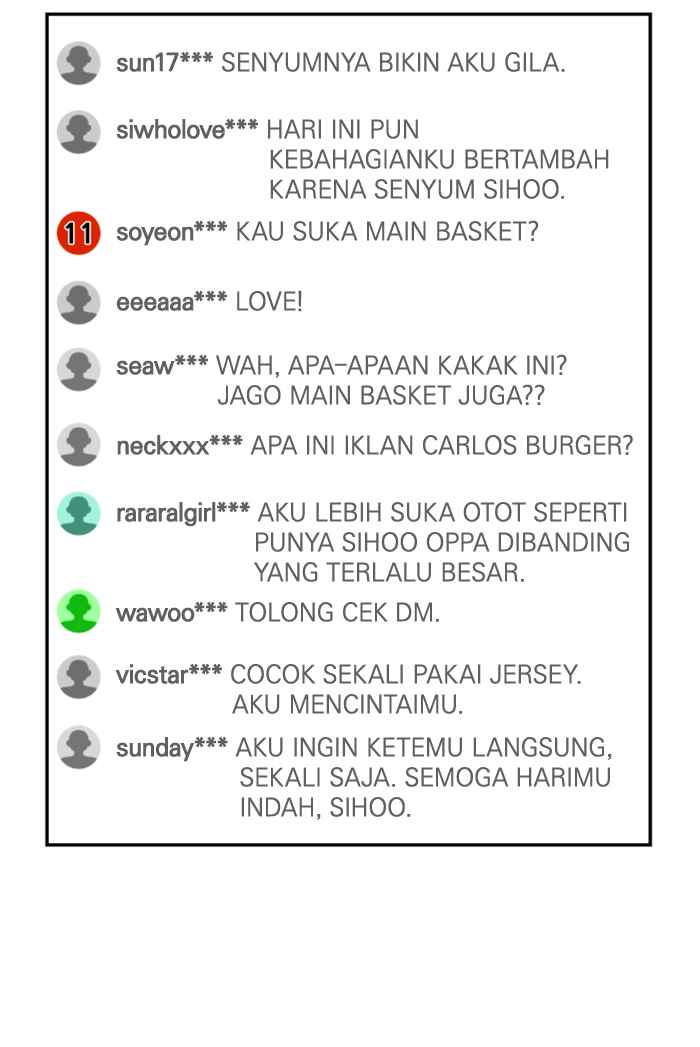 sun17*** SENYUMNYA BIKIN AKU GILA.
siwholove*** HARI INI PUN
KEBAHAGIANKU BERTAMBAH
KARENA SENYUM SIHOO.
11 soyeon*** KAU SUKA MAIN BASKET?
eeeaaa*** LOVE!
seaw*** WAH, APA-APAAN KAKAK INI?
JAGO MAIN BASKET JUGA??
neckxxx*** APA INI IKLAN CARLOS BURGER?
rararalgirl*** AKU LEBIH SUKA OTOT SEPERTI
PUNYA SIHOO OPPA DIBANDING
YANG TERLALU BESAR.
wawoo*** TOLONG CEK DM.
vicstar*** COCOK SEKALI PAKAI JERSEY.
AKU MENCINTAIMU.
sunday*** AKU INGIN KETEMU LANGSUNG,
SEKALI SAJA. SEMOGA HARIMU
INDAH, SIHOO.